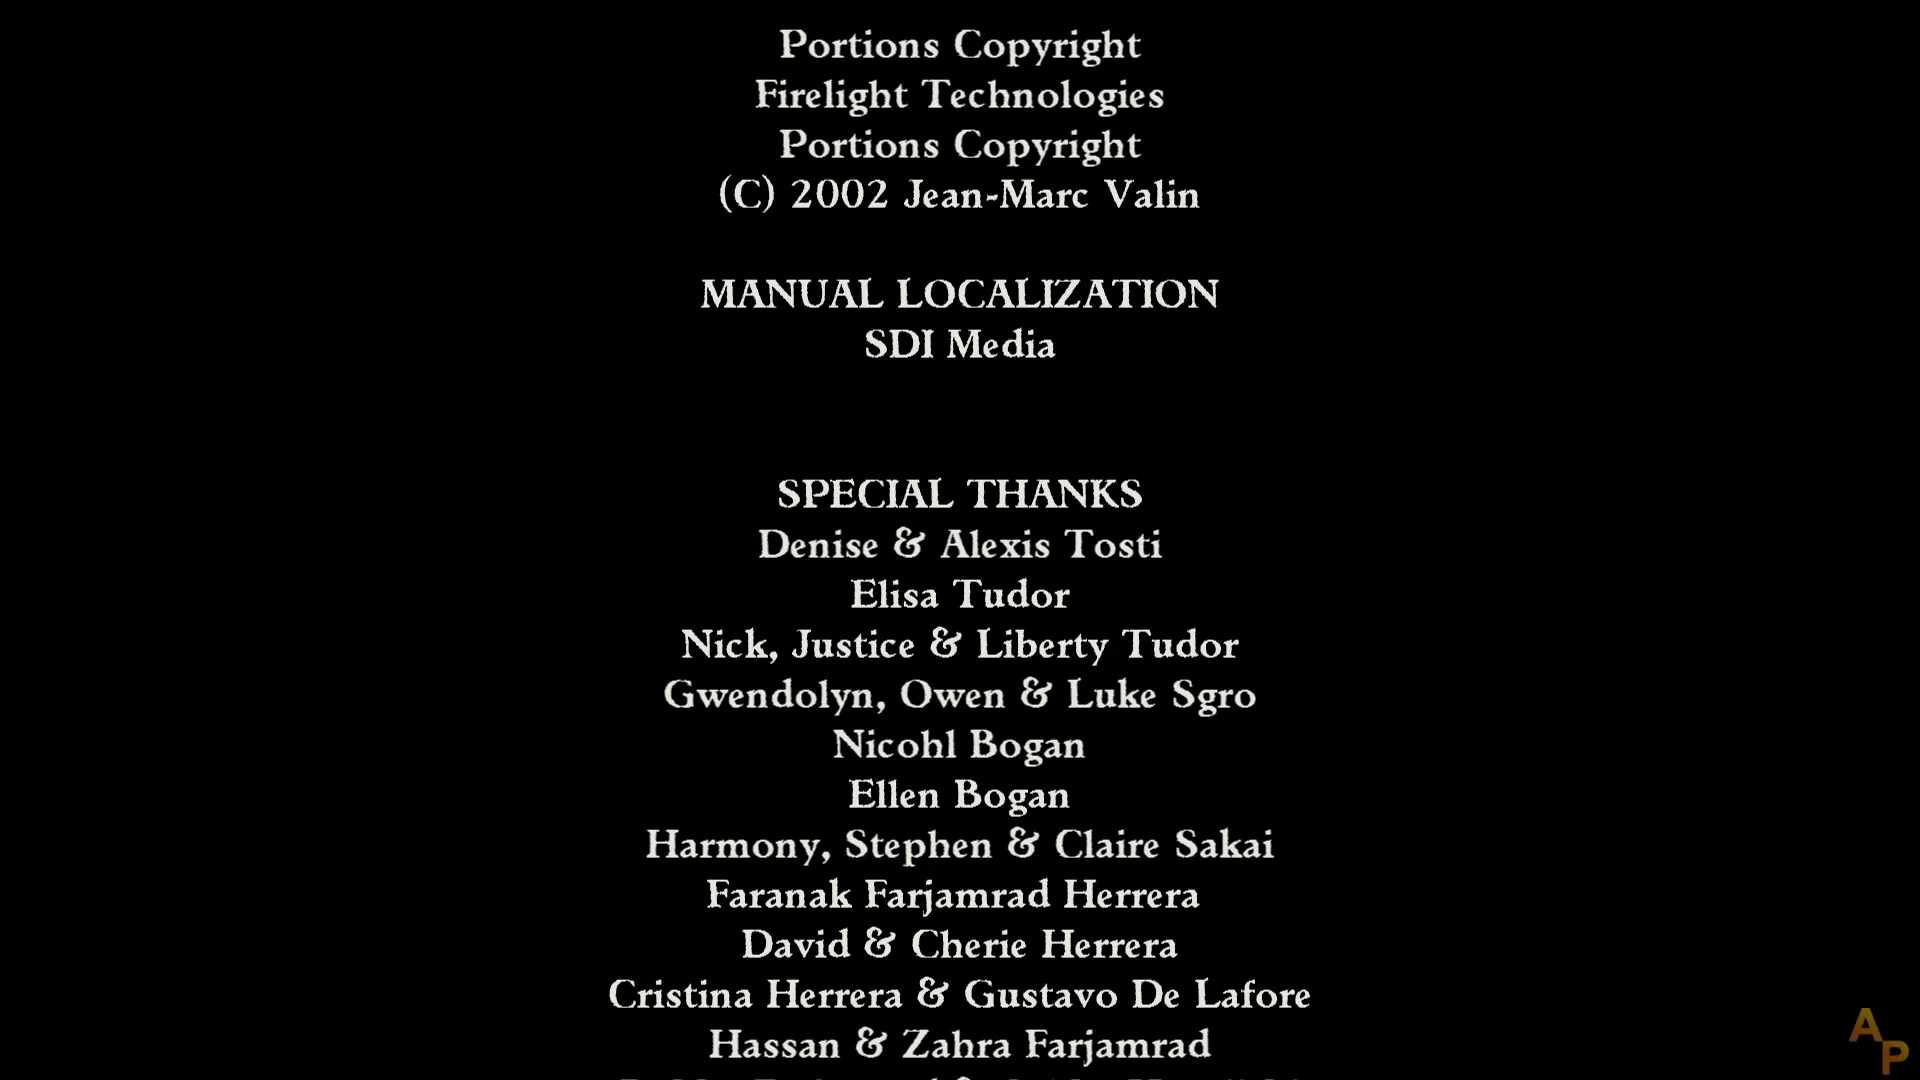 Portions Copyright
Firelight Technologies
Portions Copyright
(C) 2002 Jean-Marc Valin
MANUAL LOCALIZATION
SDI Media
SPECIAL THANKS
Denise & Alexis Tosti
Elisa Tudor
Nick, Justice & Liberty Tudor
Gwendolyn, Owen & Luke Sgro
Nicohl Bogan
Ellen Bogan
Harmony, Stephen & Claire Sakai
Faranak Farjamrad Herrera
David & Cherie Herrera
Cristina Herrera & Gustavo De Lafore
Hassan & Zahra Farjamrad
AP